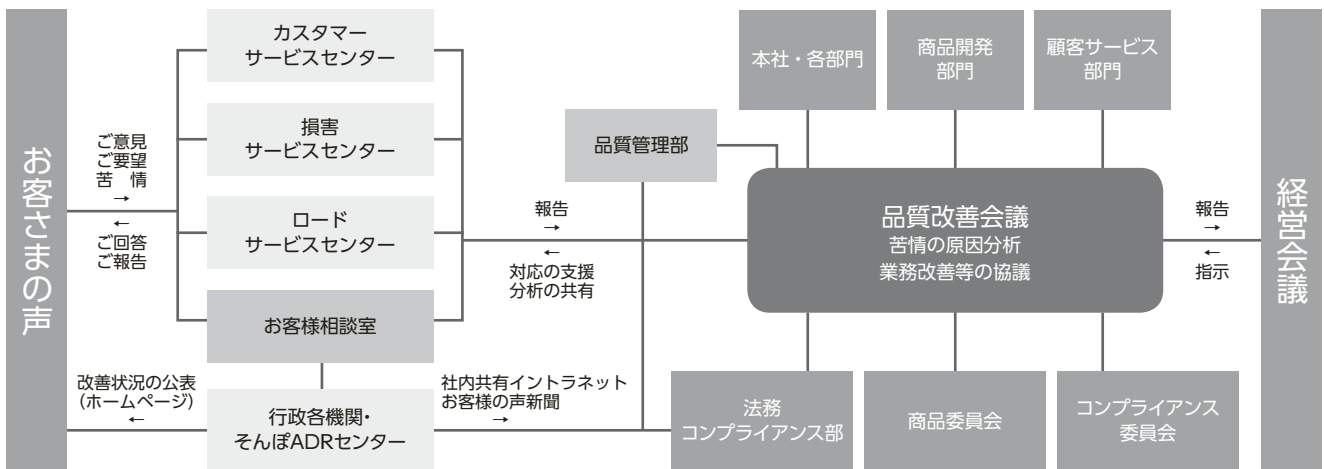 お客さまの声
ご意見
ご要望
苦　情
→
←
ご回答
ご報告
改善状況の公表
(ホームページ)
←
カスタマー
サービスセンター
損害
サービスセンター
ロード
サービスセンター
お客様相談室
行政各機関・
そんぽADRセンター
報告
→
←
対応の支援
分析の共有
社内共有イントラネット
お客様の声新聞
→
品質管理部
本社・各部門
商品開発
部門
顧客サービス
部門
品質改善会議
苦情の原因分析
業務改善等の協議
法務
コンプライアンス部
商品委員会
コンプライアンス
委員会
報告
→
←
指示
経営会議